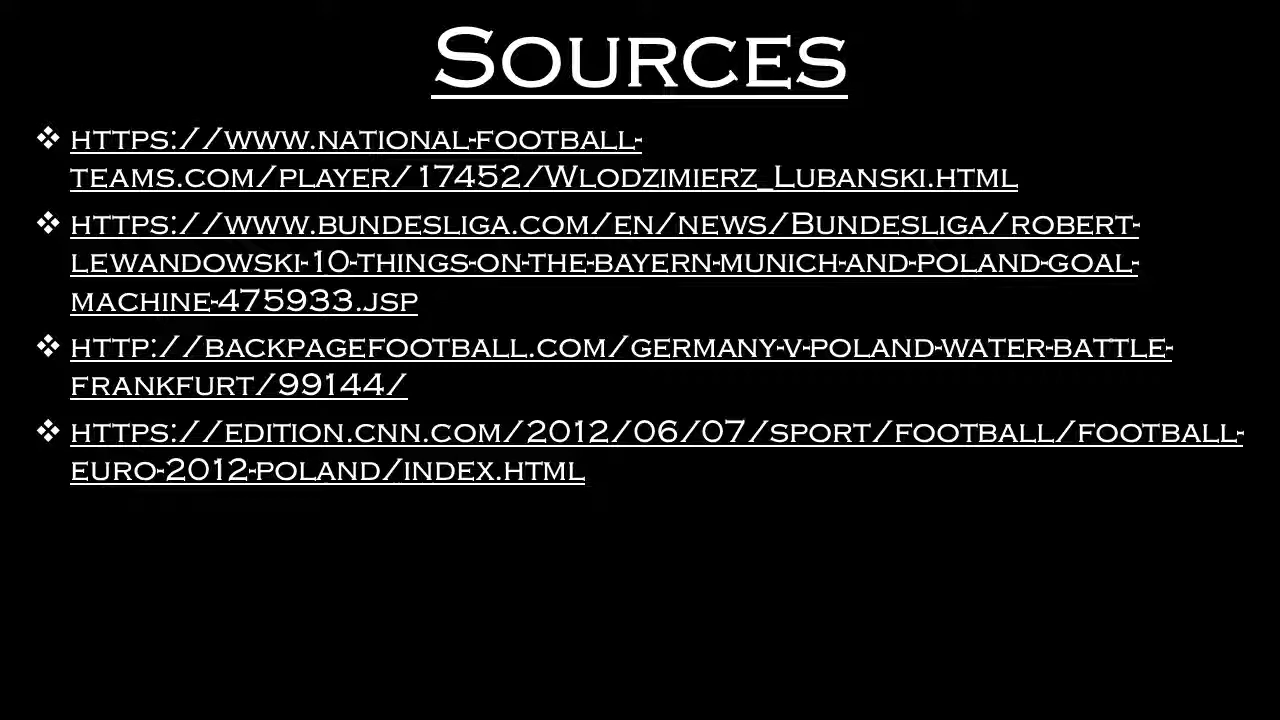 Sources
❖ https://www.national-football-
teams.com/player/17452/Wlodzimierz_Lubanski.html
❖ https://www.bundesliga.com/en/news/Bundesliga/robert-
lewandowski-10-things-on-the-bayern-munich-and-poland-goal-
machine-475933.jsp
❖ http://backpagefootball.com/germany-v-poland-water-battle-
frankfurt/99144/
❖ https://edition.cnn.com/2012/06/07/sport/football/football-
euro-2012-poland/index.html